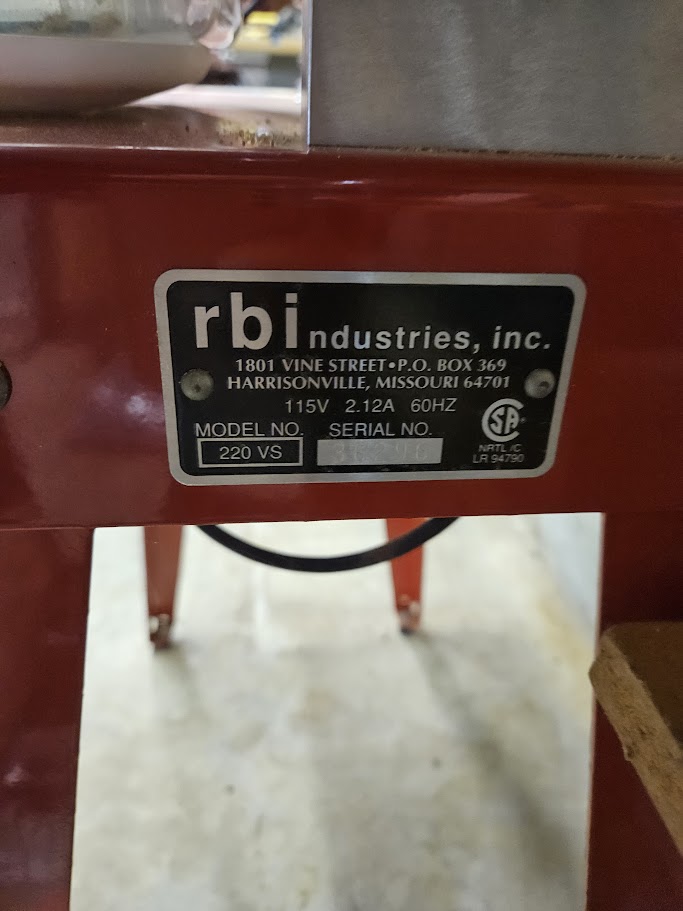 rbIndustries, inc.
1801 VINE STREET•P.O. BOX 369
HARRISONVILLE, MISSOURI 64701
115V 2.12A 60HZ
MODEL NO. SERIAL NO.
220 VS
SA
NRTL /C
LR 94790